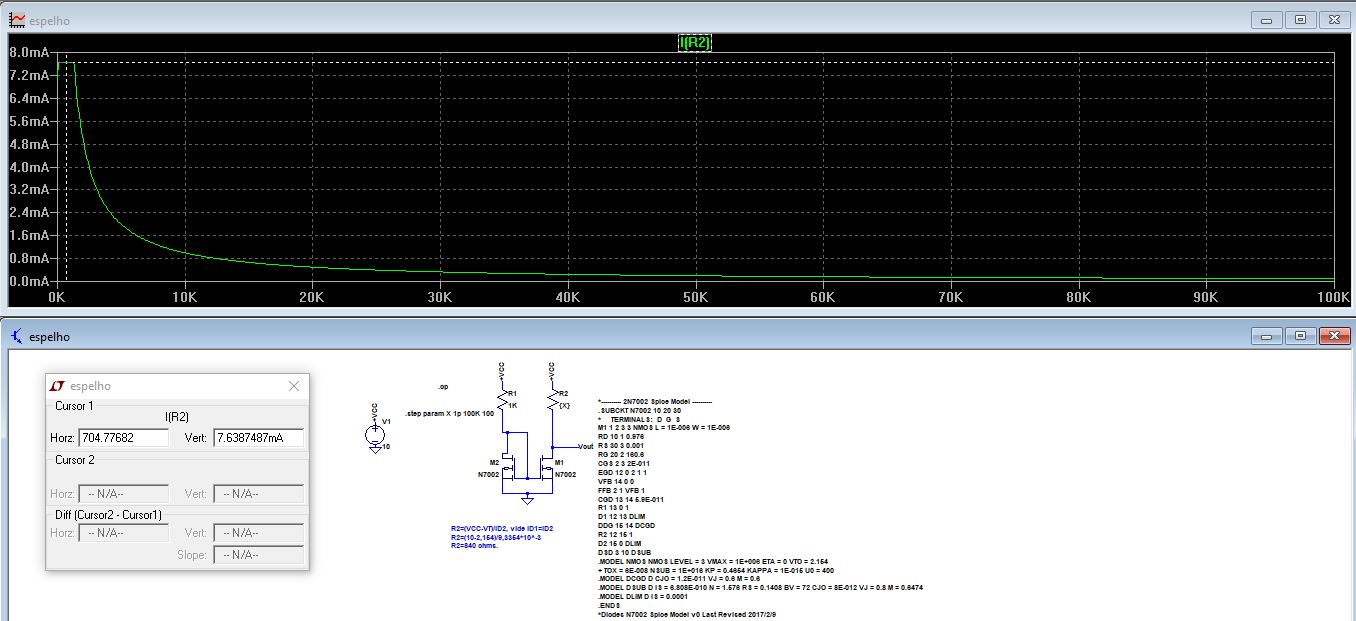 espelho
I(R2)
8.0mA
7.2mA
6.4mA
5.6mA
4.8mA
4.0mA
3.2mA
2.4mA
1.6mA
0.8mA
0.0mA
0K 10K 20K 30K 40K 50K 60K 70K 80K 90K 100K
espelho
espelho
Cursor 1
I(R2)
Horz: 704.77682 Vert: 7.6387487mA
Cursor 2
Horz: -- N/A-- Vert: -- N/A--
Diff (Cursor2 - Cursor1)
Horz: -- N/A-- Vert: -- N/A--
Slope: -- N/A--
.op
.step param X 1p 100K 100
+VCC
V1
10
+VCC
+VCC
R1
1K
R2
{X}
Vout
M2
N7002
M1
N7002
R2=(VCC-VT)/ID2, vide ID1=ID2
R2=(10-2,154)/9,3354*10^-3
R2=840 ohms.
*---------- 2N7002 Spice Model ----------
.SUBCKT N7002 10 20 30
* TERMINALS: D G S
M1 1 2 3 3 NMOS L = 1E-006 W = 1E-006
RD 10 1 0.976
RS 30 3 0.001
RG 20 2 160.6
CGS 2 3 2E-011
EGD 12 0 2 1 1
VFB 14 0 0
FFB 2 1 VFB 1
CGD 13 14 5.9E-011
R1 13 0 1
D1 12 13 DLIM
DDG 15 14 DCGD
R2 12 15 1
D2 15 0 DLIM
DSD 3 10 DSUB
.MODEL NMOS NMOS LEVEL = 3 VMAX = 1E+006 ETA = 0 VTO = 2.154
+ TOX = 6E-008 NSUB = 1E+016 KP = 0.4654 KAPPA = 1E-015 U0 = 400
.MODEL DCGD D CJO = 1.2E-011 VJ = 0.6 M = 0.6
.MODEL DSUB D IS = 6.808E-010 N = 1.576 RS = 0.1408 BV = 72 CJO = 8E-012 VJ = 0.8 M = 0.6474
.MODEL DLIM D IS = 0.0001
.ENDS
*Diodes N7002 Spice Model v0 Last Revised 2017/2/9